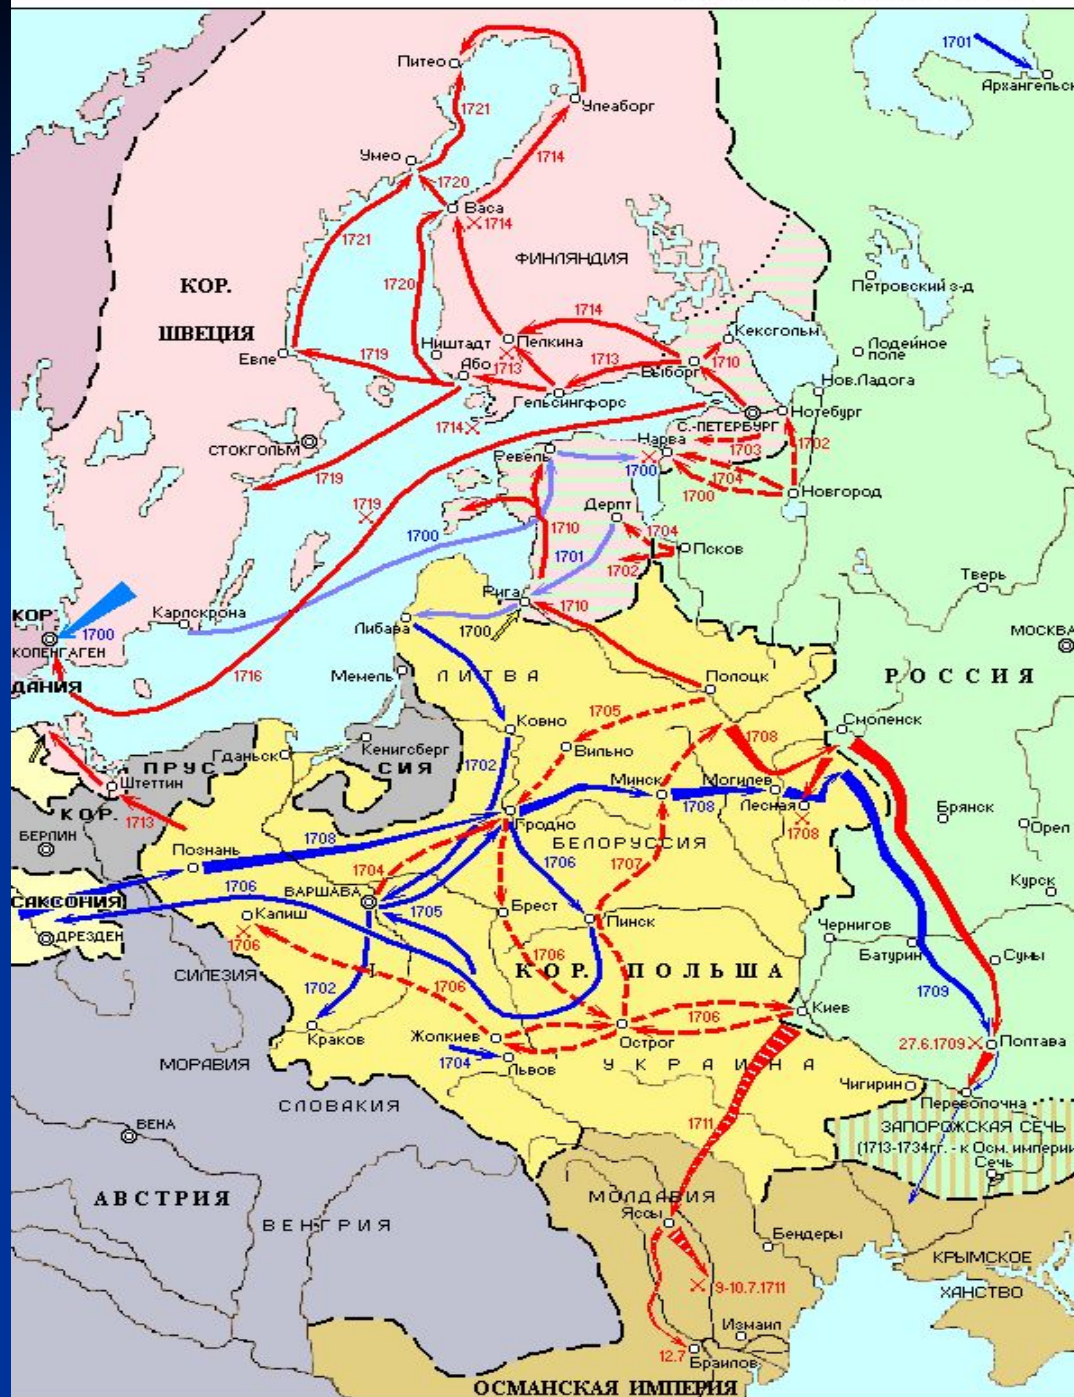 1701
Архангельск
Питео
Улеаборг
1721
Умео
1714
1720
Васа
1714
1721
ФИНЛЯНДИЯ
КОР.
ШВЕЦИЯ
1720
Петровский з-д
1714
Кексгольм
Ништадт
Пелкина
Лодейное
поле
Евле
1719
Або
1713
1713
Выборг
1710
Нов.Ладога
Гельсингфорс
Нотебург
С.-ПЕТЕРБУРГ
СТОКГОЛЬМ
1714
Ревель
Нарва
1703
1702
1700
1704
1700
Новгород
1719
1719
Дерпт
1704
1700
1710
1701
Псков
1702
Тверь
Рига
1710
КОР.
1700
Карлскрона
Либава
1700
МОСКВА
КОПЕНГАГЕН
ДАНИЯ
1716
Мемель
ЛИТВА
Полоцк
РОССИЯ
Ковно
1705
Смоленск
Гданьск
Кенигсберг
Вильно
1708
ПРУС
СИЯ
1702
Минск
Могилев
Штеттин
1708
Лесная
КОР.
1713
Гродно
1708
Брянск
БЕРЛИН
1708
БЕЛОРУССИЯ
Орел
Познань
1704
1706
1707
1706
ВАРШАВА
Курск
САКСОНИЯ
Калиш
1705
Брест
Пинск
Чернигов
ДРЕЗДЕН
1706
Батурин
Сумы
СИЛЕЗИЯ
1706
1706
КОР. ПОЛЬША
1702
1709
1706
Киев
Краков
Жолкиев
Острог
27.6.1709
Полтава
МОРАВИЯ
1704
Львов
УКРАИНА
Чигирин
СЛОВАКИЯ
Переволочна
ВЕНА
1711
ЗАПОРОЖСКАЯ СЕЧЬ
(1713-1734гг. - к Осм. империи
Сечь
АВСТРИЯ
МОЛДАВИЯ
ВЕНГРИЯ
Яссы
Бендеры
КРЫМСКОЕ
9-10.7.1711
ХАНСТВО
Измаил
12.7
Браилов
ОСМАНСКАЯ ИМПЕРИЯ